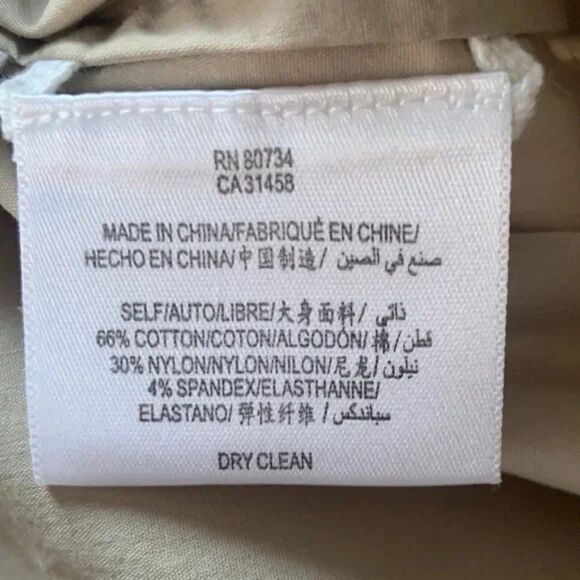 RN 80734
CA 31458
MADE IN CHINA/FABRIQUÉ EN CHINE/
HECHO EN CHINA/中国制造/ صنع في الصين
SELF/AUTO/LIBRE/大身面料/ ذاتي /
66% COTTON/COTON/ALGODÓN/棉/قطن/
30% NYLON/NYLON/NILON/尼龙/نيلون/
4% SPANDEX/ELASTHANNE/
ELASTANO/弹性纤维/ سباندكس
DRY CLEAN